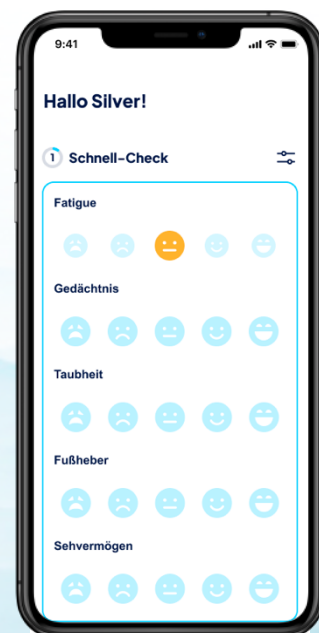 9:41
Hallo Silver!
1 Schnell-Check
Fatigue
Gedächtnis
Taubheit
Fußheber
Sehvermögen